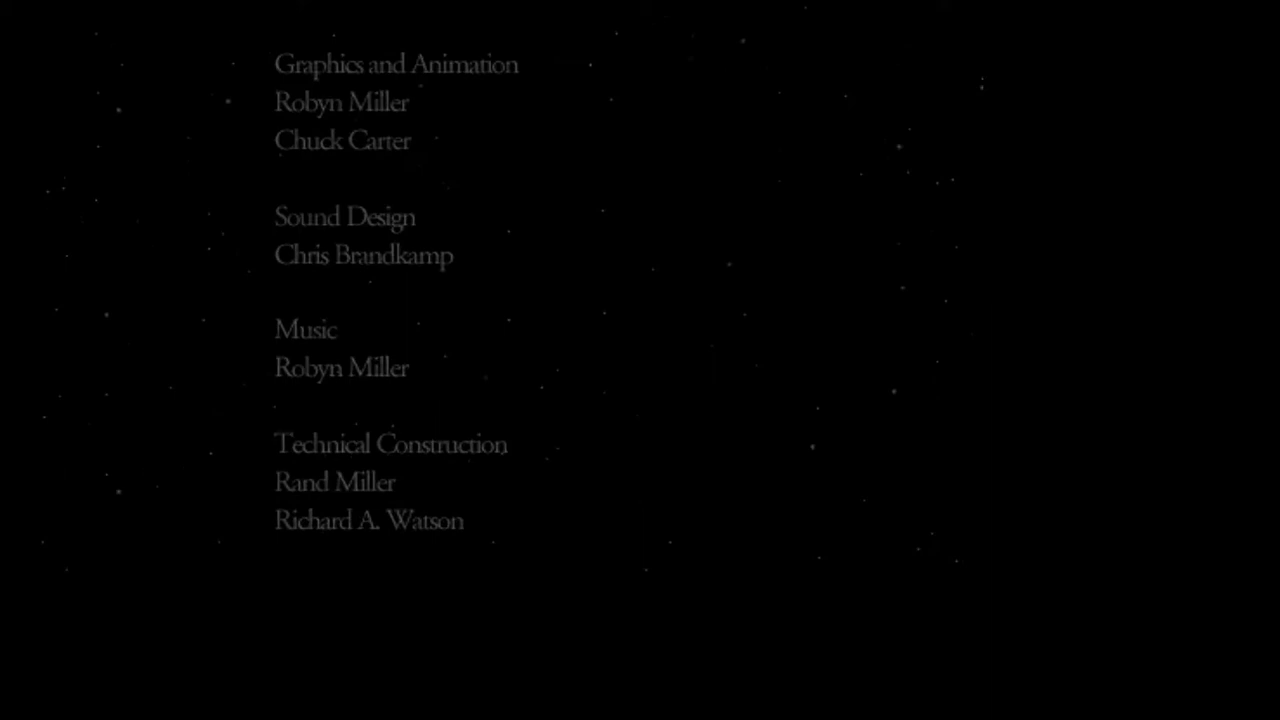 Graphics and Animation
Robyn Miller
Chuck Carter
Sound Design
Chris Brandkamp
Music
Robyn Miller
Technical Construction
Rand Miller
Richard A. Watson